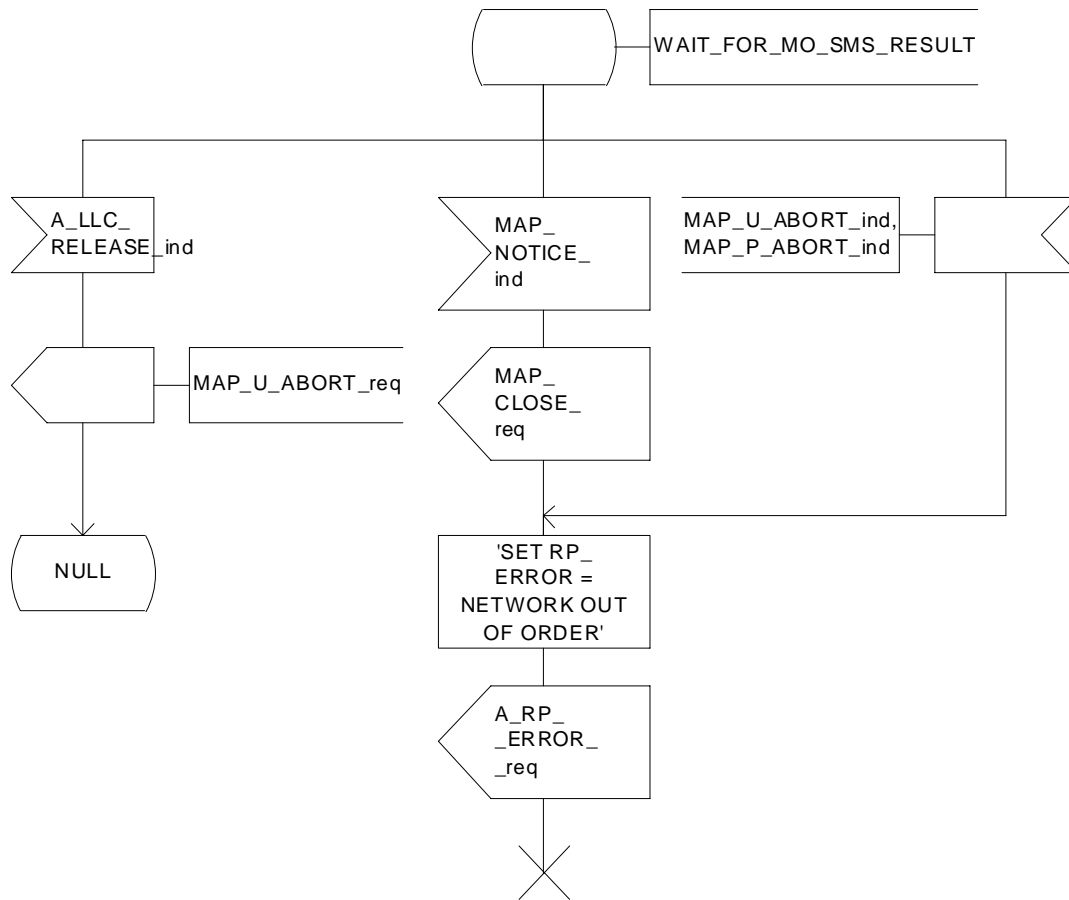 WAIT_FOR_MO_SMS_RESULT
A_LLC_
RELEASE_ind
MAP_
NOTICE_
ind
MAP_U_ABORT_ind,
MAP_P_ABORT_ind
MAP_U_ABORT_req
MAP_
CLOSE_
req
NULL
'SET RP_
ERROR =
NETWORK OUT
OF ORDER'
A_RP_
_ERROR_
_req